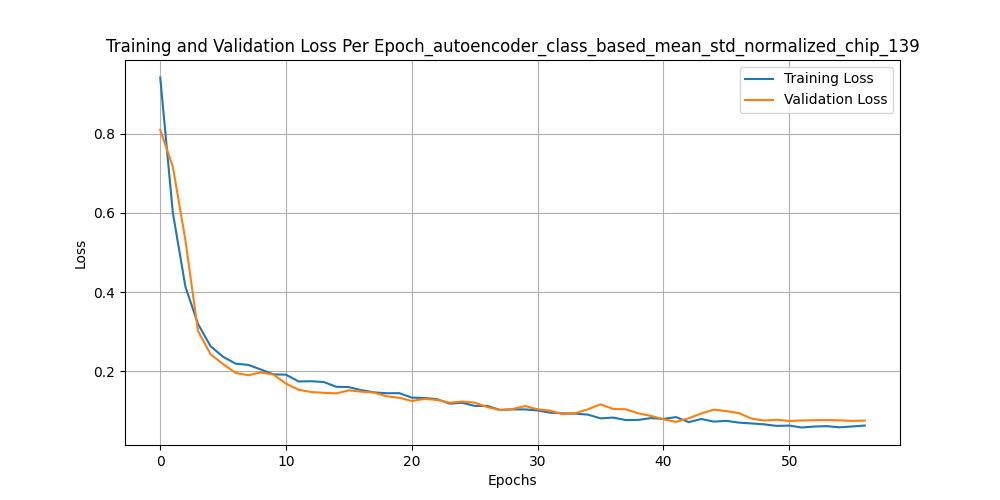 Training and Validation Loss Per Epoch_autoencoder_class_based_mean_std_normalized_chip_139
Training Loss
Validation Loss
0.8
0.6
0.4
0.2
Loss
0 10 20 30 40 50
Epochs